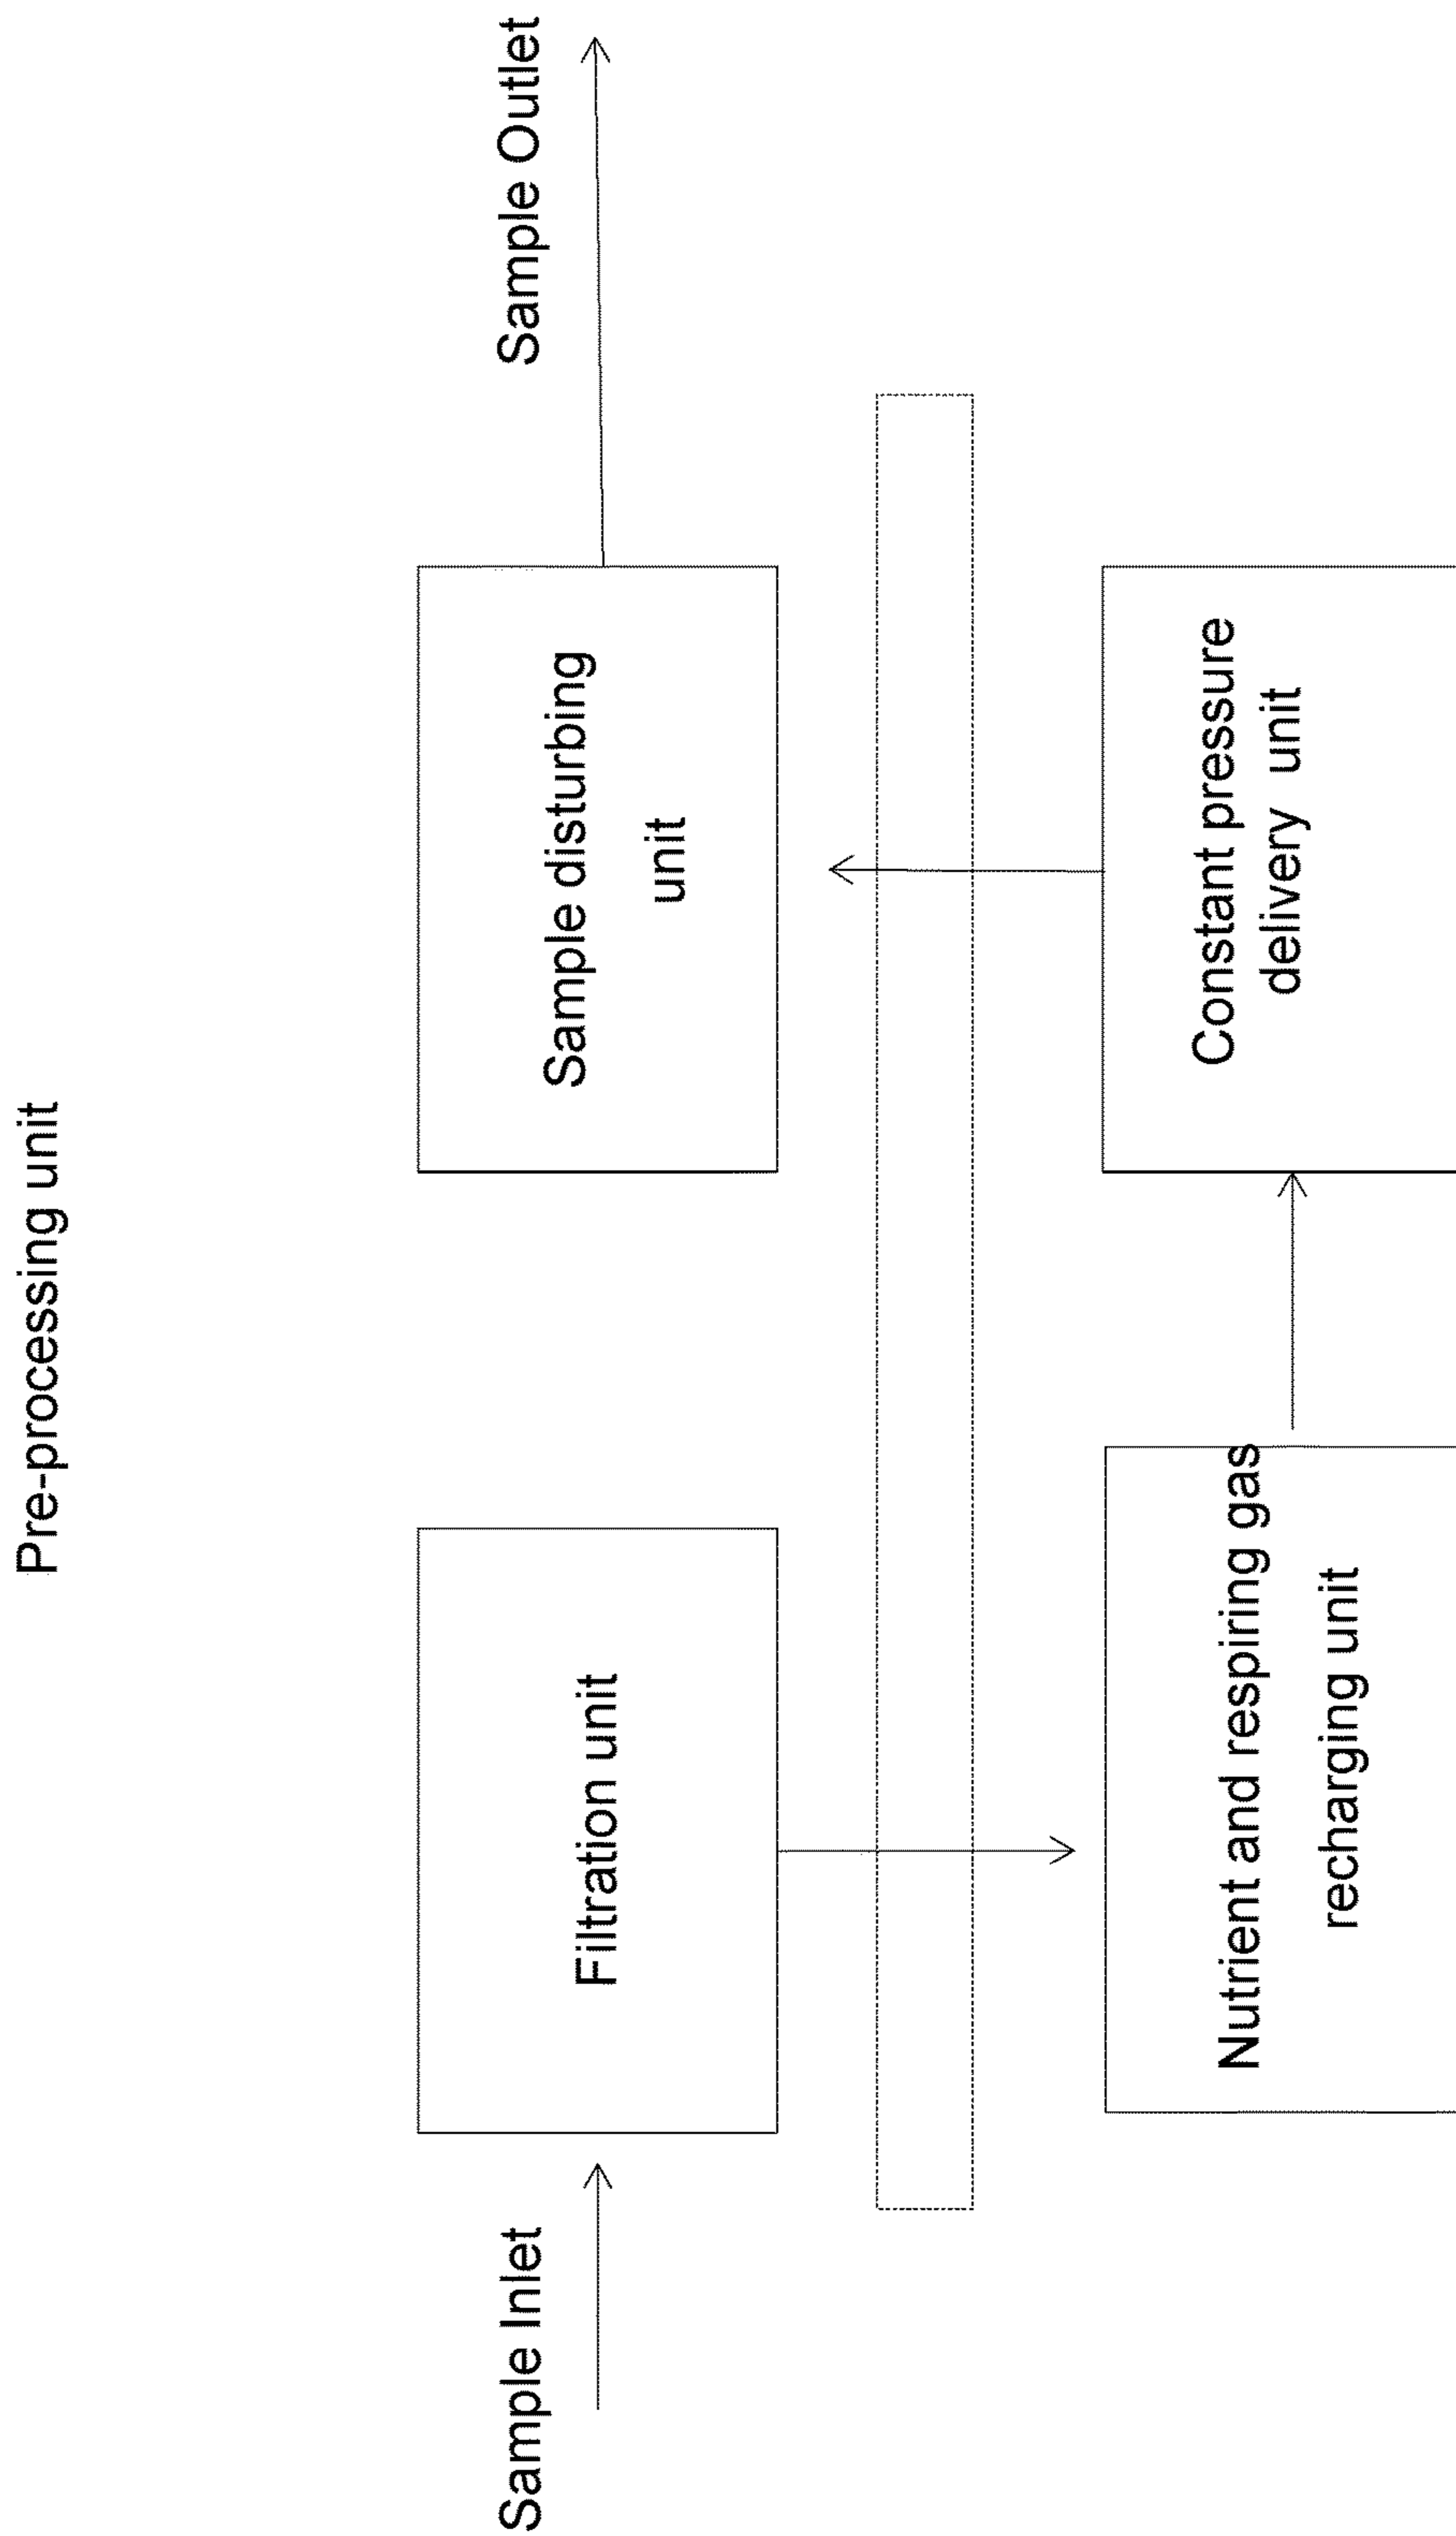 Pre-processing unit
Sample Inlet
Filtration unit
Sample disturbing
unit
Sample Outlet
Nutrient and respiring gas
recharging unit
Constant pressure
delivery unit